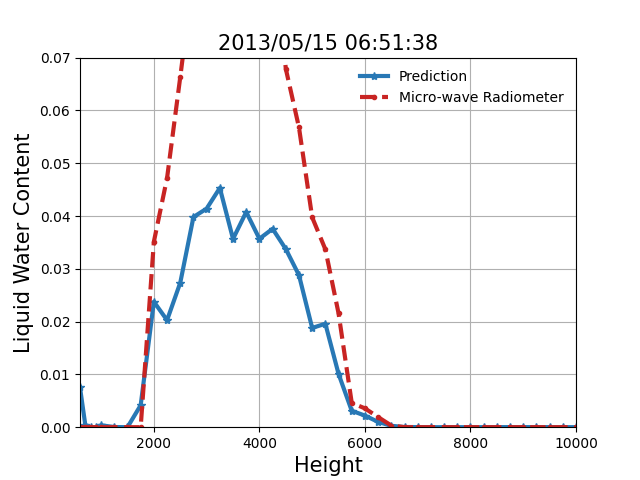 2013/05/15 06:51:38
Prediction
Micro-wave Radiometer
Liquid Water Content
0.07
0.06
0.05
0.04
0.03
0.02
0.01
0.00
2000 4000 6000 8000 10000
Height